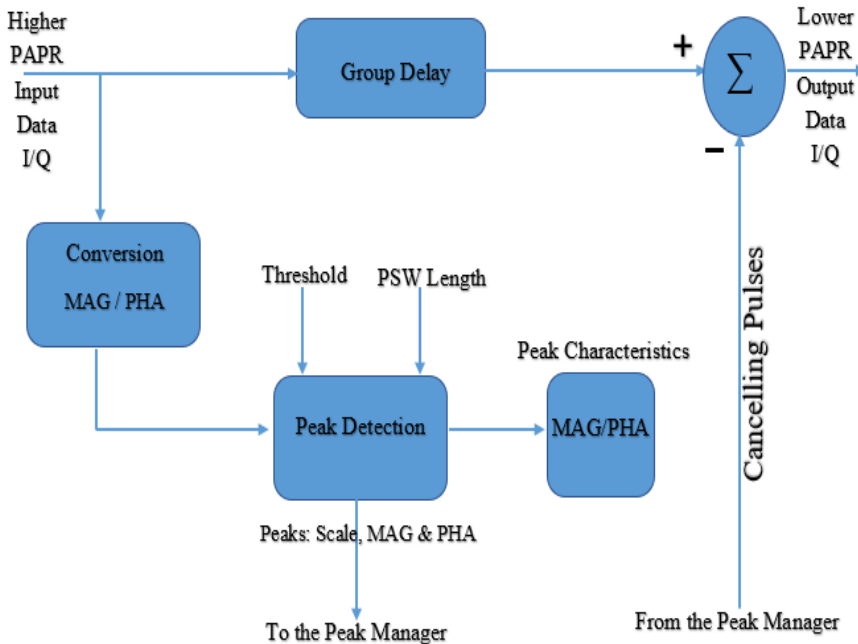 Higher
PAPR
Input
Data
I/Q
Group Delay
+
∑
−
Lower
PAPR
Output
Data
I/Q
Conversion
MAG / PHA
Threshold
PSW Length
Peak Characteristics
Peak Detection
MAG/PHA
Cancelling Pulses
Peaks: Scale, MAG & PHA
To the Peak Manager
From the Peak Manager